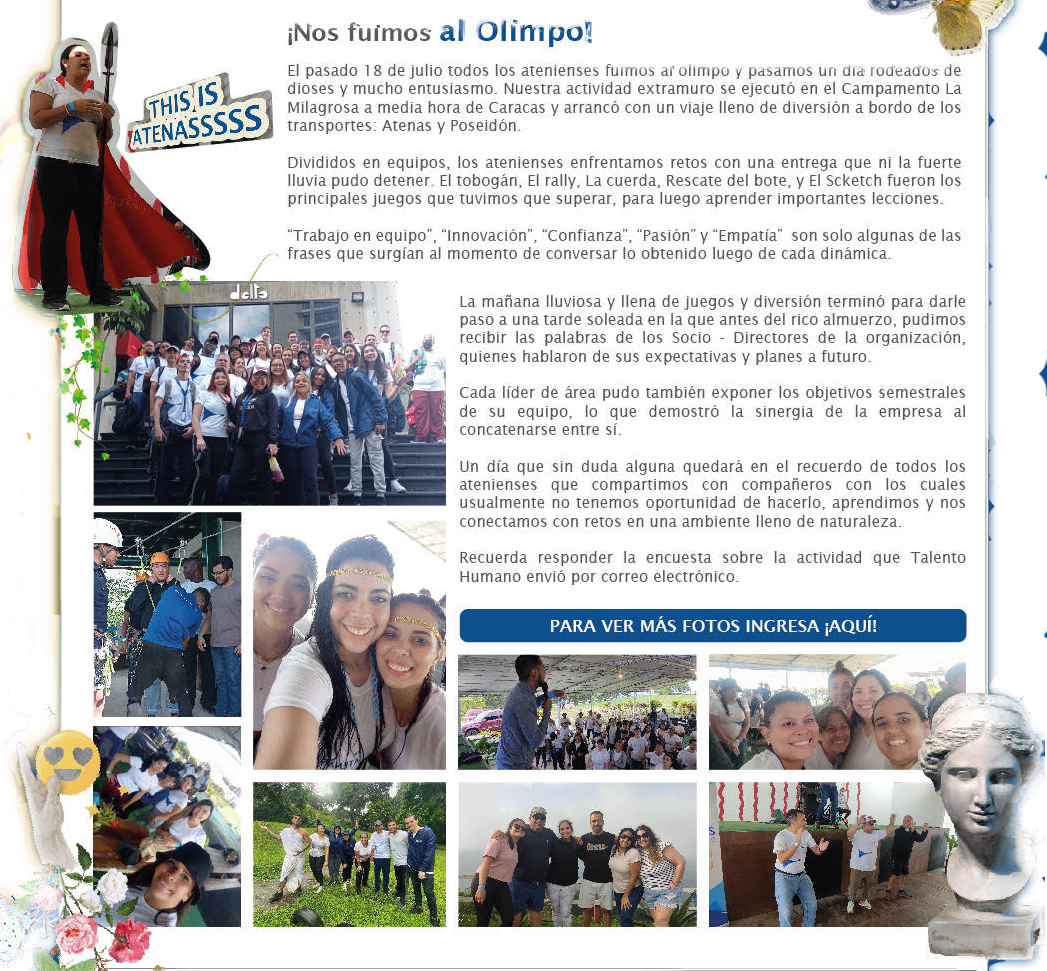 ¡Nos fuimos al Olimpo!
THIS IS
ATENASSSSS
El pasado 18 de julio todos los atenienses fuimos al olimpo y pasamos un día rodeados de
dioses y mucho entusiasmo. Nuestra actividad extramuro se ejecutó en el Campamento La
Milagrosa a media hora de Caracas y arrancó con un viaje lleno de diversión a bordo de los
transportes: Atenas y Poseidón.
Divididos en equipos, los atenienses enfrentamos retos con una entrega que ni la fuerte
lluvia pudo detener. El tobogán, El rally, La cuerda, Rescate del bote, y El Scketch fueron los
principales juegos que tuvimos que superar, para luego aprender importantes lecciones.
“Trabajo en equipo”, “Innovación”, “Confianza”, “Pasión” y “Empatía” son solo algunas de las
frases que surgían al momento de conversar lo obtenido luego de cada dinámica.
delta
La mañana lluviosa y llena de juegos y diversión terminó para darle
paso a una tarde soleada en la que antes del rico almuerzo, pudimos
recibir las palabras de los Socio - Directores de la organización,
quienes hablaron de sus expectativas y planes a futuro.
Cada líder de área pudo también exponer los objetivos semestrales
de su equipo, lo que demostró la sinergia de la empresa al
concatenarse entre sí.
Un día que sin duda alguna quedará en el recuerdo de todos los
atenienses que compartimos con compañeros con los cuales
usualmente no tenemos oportunidad de hacerlo, aprendimos y nos
conectamos con retos en una ambiente lleno de naturaleza.
Recuerda responder la encuesta sobre la actividad que Talento
Humano envió por correo electrónico.
PARA VER MÁS FOTOS INGRESA ¡AQUÍ!